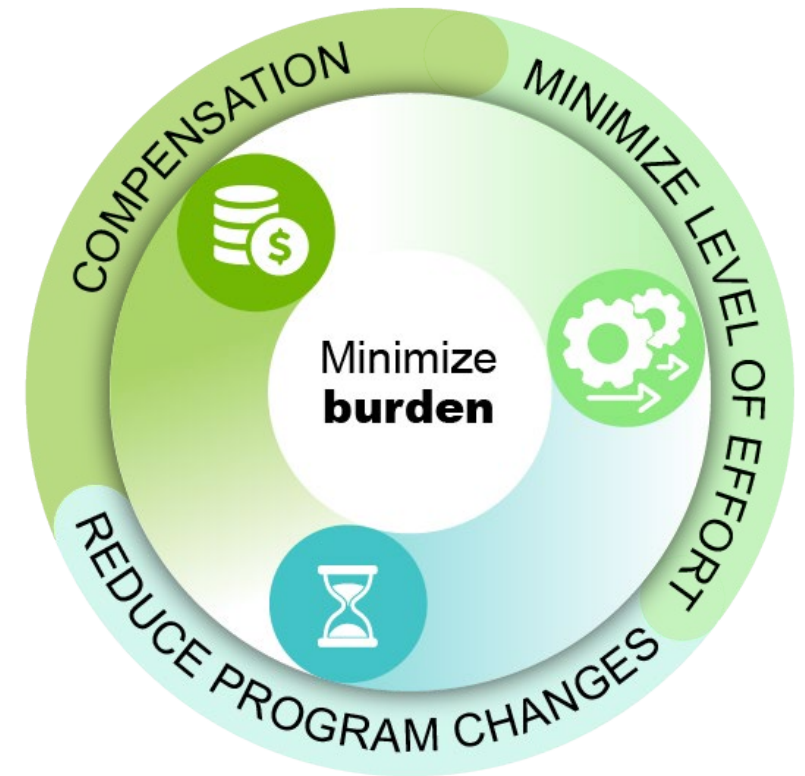 COMPENSATION
MINIMIZE LEVEL OF EFFORT
REDUCE PROGRAM CHANGES
$
Minimize
burden